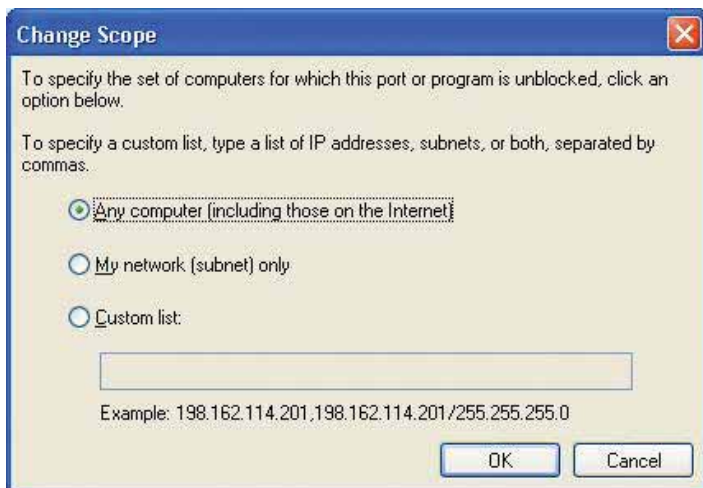 Change Scope
To specify the set of computers for which this port or program is unblocked, click an
option below.
To specify a custom list, type a list of IP addresses, subnets, or both, separated by
commas.
Any computer (including those on the Internet)
My network (subnet) only
Custom list:
Example: 198.162.114.201,198.162.114.201/255.255.255.0
OK Cancel